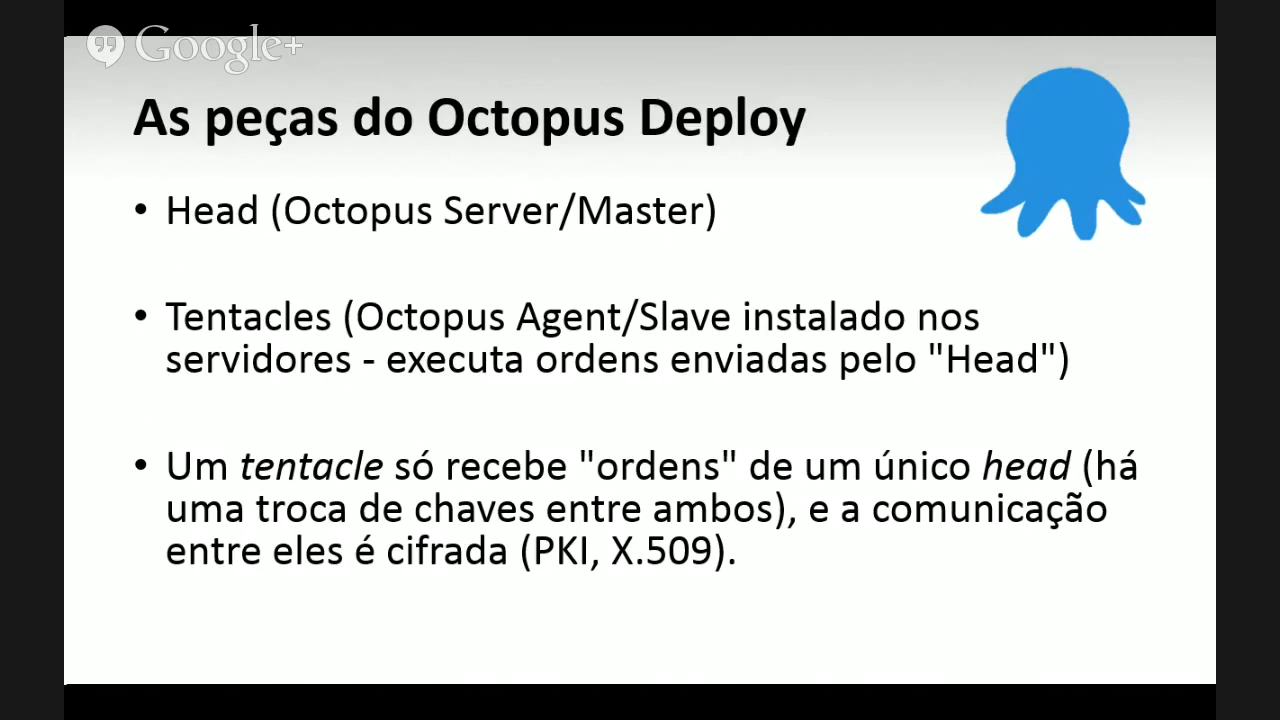 Google+
As peças do Octopus Deploy
• Head (Octopus Server/Master)
• Tentacles (Octopus Agent/Slave instalado nos
servidores - executa ordens enviadas pelo "Head")
• Um tentacle só recebe "ordens" de um único head (há
uma troca de chaves entre ambos), e a comunicação
entre eles é cifrada (PKI, X.509).